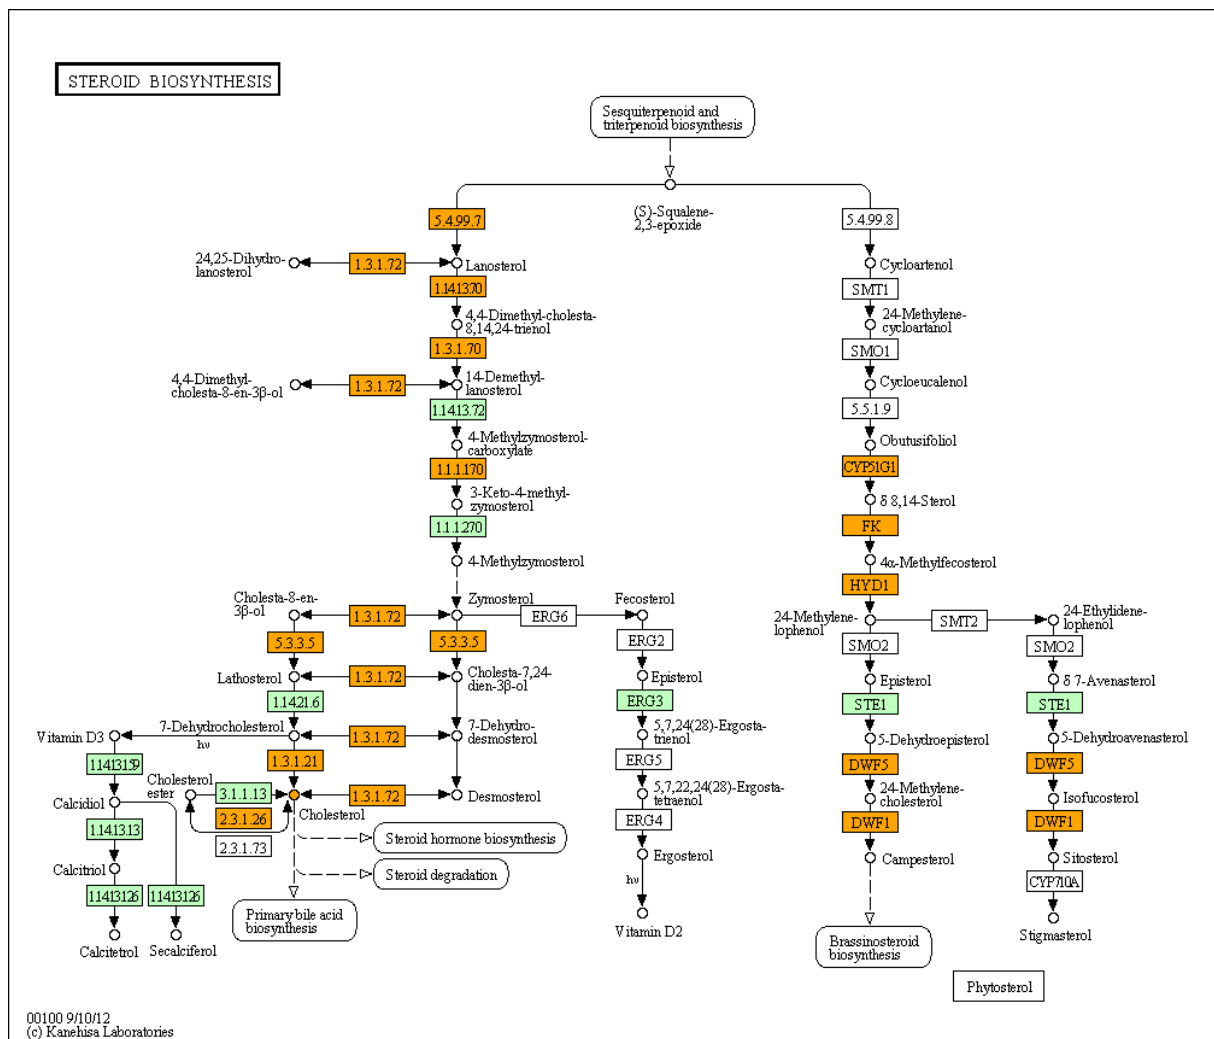 STEROID BIOSYNTHESIS
Sesquiterpenoid and
triterpenoid biosynthesis
(S)-Squalene-
2,3-epoxide
5.4.99.7
5.4.99.8
24,25-Dihydro-
lanosterol
1.3.1.72
Lanosterol
Cycloartenol
1.14.13.70
SMT1
4,4-Dimethyl-cholesta-
8,14,24-trienol
24-Methylene-
cycloartanol
1.3.1.70
SMO1
4,4-Dimethyl-
cholesta-8-en-3β-ol
1.3.1.72
14-Demethyl-
lanosterol
Cycloeucalenol
1.14.13.72
5.5.1.9
4-Methylzymosterol-
carboxylate
Obutusifoliol
1.1.1.170
CYP51G1
3-Keto-4-methyl-
zymosterol
δ 8,14-Sterol
1.1.1.270
FK
4-Methylzymosterol
4α-Methylfecosterol
HYD1
Cholesta-8-en-
3β-ol
1.3.1.72
Zymosterol
ERG6
Fecosterol
24-Methylene-
lophenol
SMT2
24-Ethylidene-
lophenol
5.3.3.5
5.3.3.5
ERG2
SMO2
SMO2
Lathosterol
1.3.1.72
Cholesta-7,24-
dien-3β-ol
Episterol
Episterol
δ 7-Avenasterol
1.14.21.6
ERG3
STE1
STE1
Vitamin D3
7-Dehydrocholesterol
hν
1.3.1.72
7-Dehydro-
desmosterol
5,7,24(28)-Ergosta-
trienol
5-Dehydroepisterol
5-Dehydroavenasterol
1.14.13.159
1.3.1.21
ERG5
DWF5
DWF5
Calcidiol
Cholesterol
ester
3.1.1.13
Cholesterol
1.3.1.72
Desmosterol
5,7,22,24(28)-Ergosta-
tetraenol
24-Methylene-
cholesterol
Isofucosterol
1.14.13.13
2.3.1.26
2.3.1.73
ERG4
DWF1
DWF1
Steroid hormone biosynthesis
Calcitriol
Steroid degradation
Ergosterol
Campesterol
Sitosterol
1.14.13.126
1.14.13.126
hν
CYP710A
Primary bile acid
biosynthesis
Calcitetrol
Secalciferol
Vitamin D2
Brassinosteroid
biosynthesis
Stigmasterol
Phytosterol
00100 9/10/12
(c) Kanehisa Laboratories